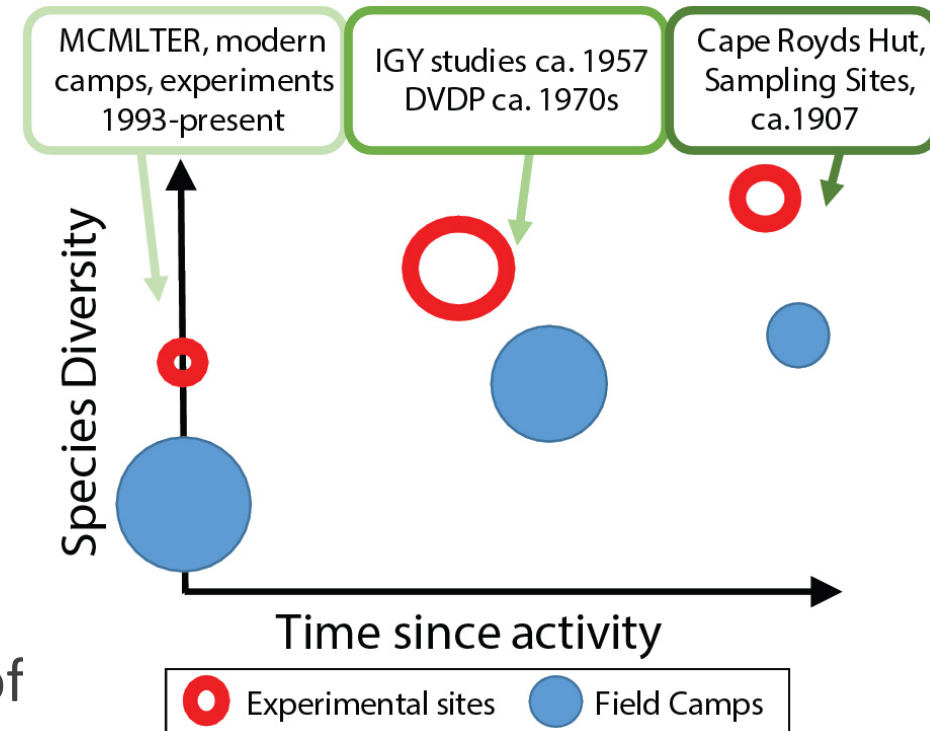 MCMLTER, modern
camps, experiments
1993-present
IGY studies ca. 1957
DVDP ca. 1970s
Cape Royds Hut,
Sampling Sites,
ca.1907
Species Diversity
Time since activity
of
Experimental sites
Field Camps